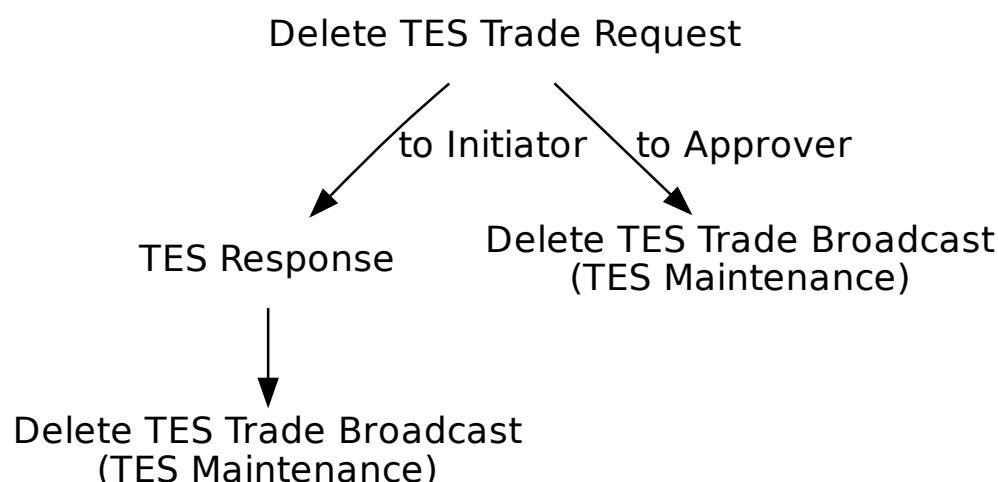 Delete TES Trade Request
to Initiator
to Approver
TES Response
Delete TES Trade Broadcast
(TES Maintenance)
Delete TES Trade Broadcast
(TES Maintenance)